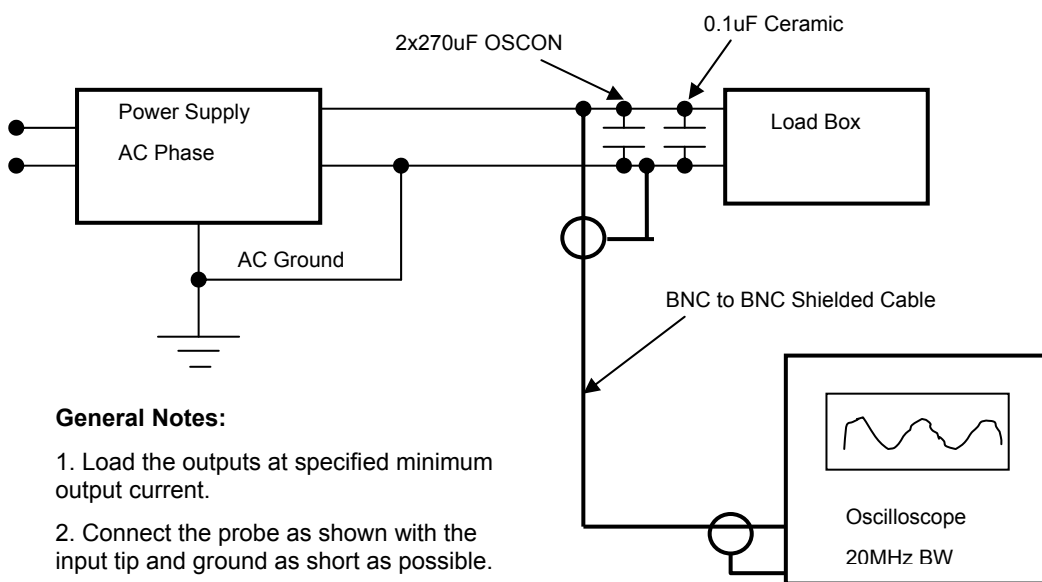 2x270uF OSCON
0.1uF Ceramic
Power Supply
AC Phase
Load Box
AC Ground
BNC to BNC Shielded Cable
General Notes:
1. Load the outputs at specified minimum
output current.
2. Connect the probe as shown with the
input tip and ground as short as possible.
Oscilloscope
20MHz BW